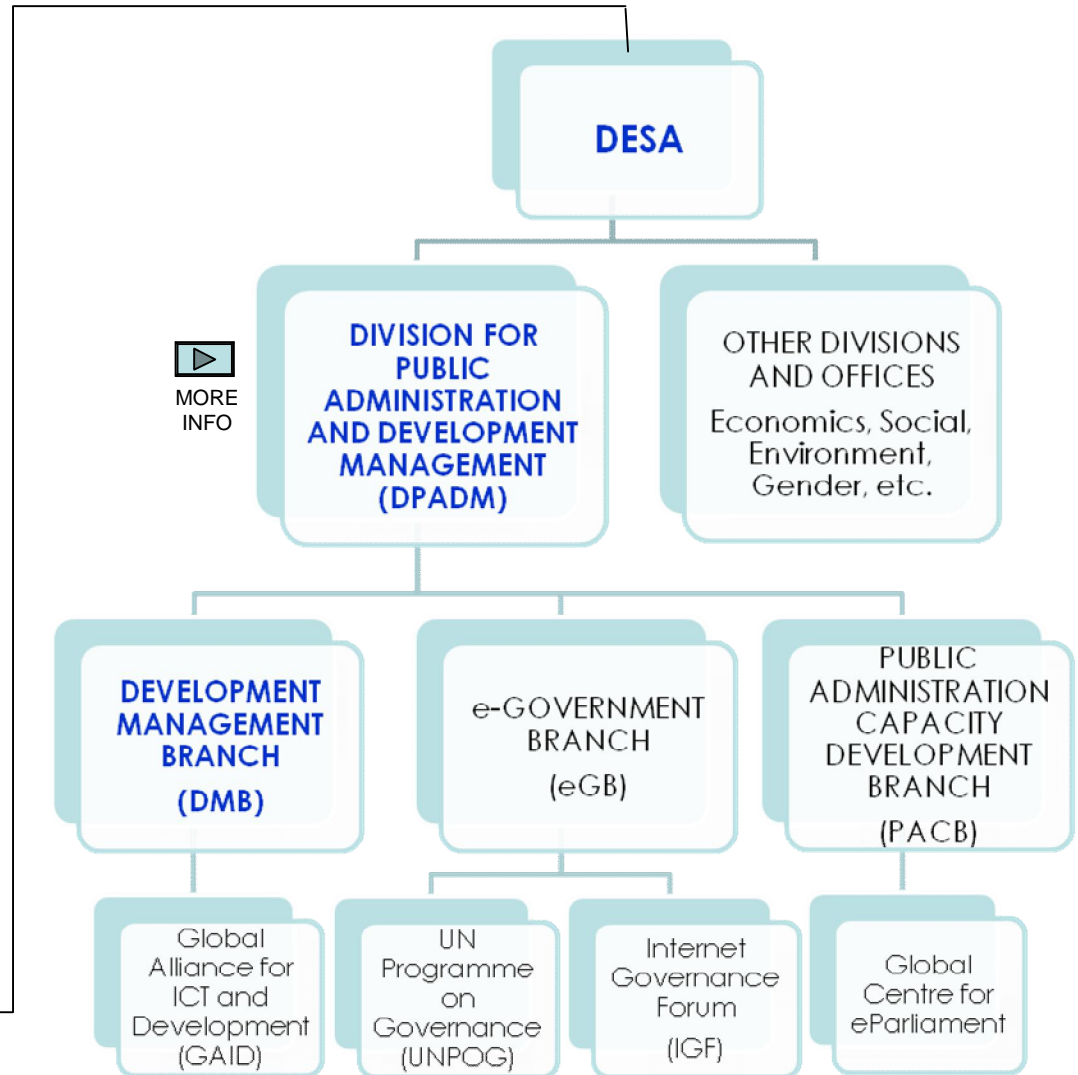 DESA
DIVISION FOR
PUBLIC
ADMINISTRATION
AND DEVELOPMENT
MANAGEMENT
(DPADM)
OTHER DIVISIONS
AND OFFICES
Economics, Social,
Environment,
Gender, etc.
MORE
INFO
DEVELOPMENT
MANAGEMENT
BRANCH
(DMB)
e-GOVERNMENT
BRANCH
(eGB)
PUBLIC
ADMINISTRATION
CAPACITY
DEVELOPMENT
BRANCH
(PACB)
Global
Alliance for
ICT and
Development
(GAID)
UN
Programme
on
Governance
(UNPOG)
Internet
Governance
Forum
(IGF)
Global
Centre for
eParliament